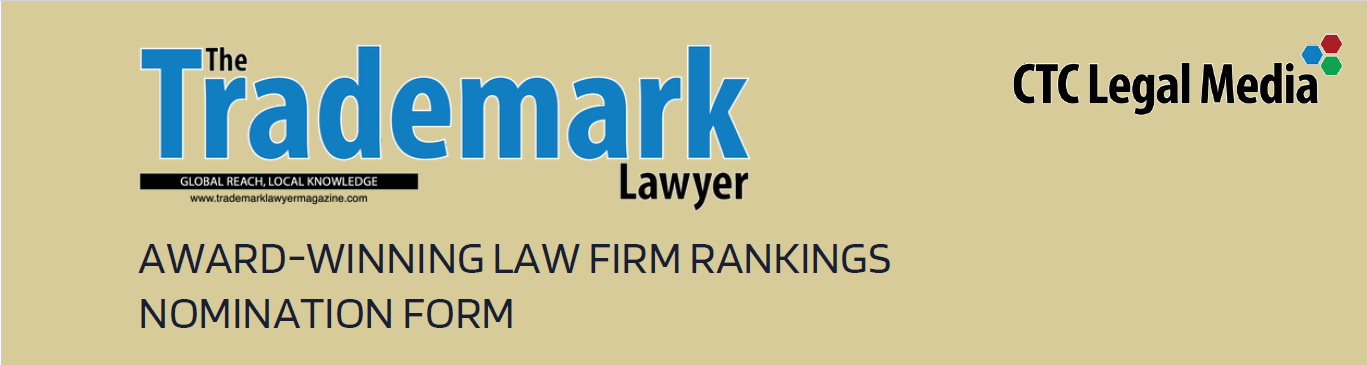 The
Trademark
Lawyer
GLOBAL REACH, LOCAL KNOWLEDGE
www.trademarklawyermagazine.com
CTC Legal Media
AWARD-WINNING LAW FIRM RANKINGS
NOMINATION FORM